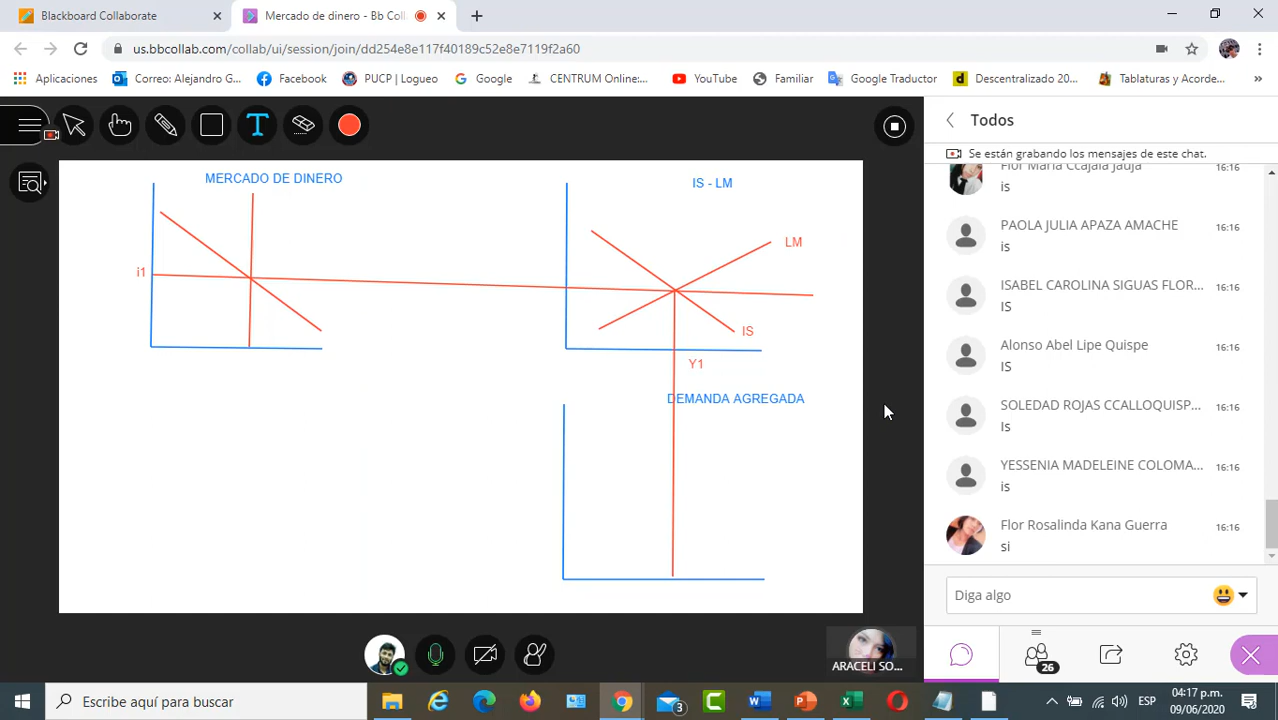 Blackboard Collaborate
Mercado de dinero - Bb Coll
us.bbcollab.com/collab/ui/session/join/dd254e8e117f40189c52e8e7119f2a60
Aplicaciones
Correo: Alejandro G...
Facebook
PUCP | Logueo
Google
CENTRUM Online:...
YouTube
Familiar
Google Traductor
Descentralizado 20...
Tablaturas y Acorde...
»
Todos
Se están grabando los mensajes de este chat.
MERCADO DE DINERO
IS - LM
i1
LM
IS
Y1
DEMANDA AGREGADA
Flor María Ccajala Jauja
16:16
is
PAOLA JULIA APAZA AMACHE
16:16
is
ISABEL CAROLINA SIGUAS FLOR...
16:16
IS
Alonso Abel Lipe Quispe
16:16
IS
SOLEDAD ROJAS CCALLOQUISP...
16:16
Is
YESSENIA MADELEINE COLOMA...
16:16
is
Flor Rosalinda Kana Guerra
16:16
si
Diga algo
ARACELI SO...
26
Escribe aquí para buscar
3
ESP
04:17 p.m.
09/06/2020